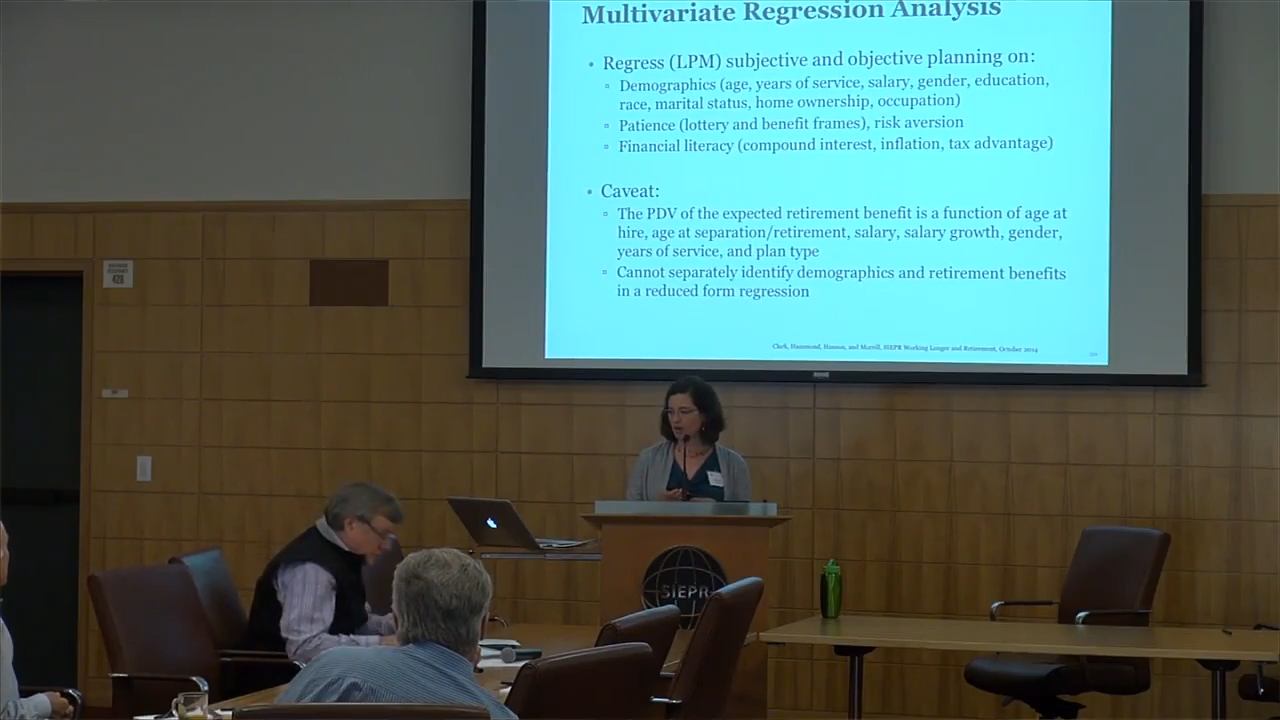 Multivariate Regression Analysis
• Regress (LPM) subjective and objective planning on:
▫ Demographics (age, years of service, salary, gender, education,
race, marital status, home ownership, occupation)
▫ Patience (lottery and benefit frames), risk aversion
▫ Financial literacy (compound interest, inflation, tax advantage)
• Caveat:
▫ The PDV of the expected retirement benefit is a function of age at
hire, age at separation/retirement, salary, salary growth, gender,
years of service, and plan type
▫ Cannot separately identify demographics and retirement benefits
in a reduced form regression
Clark, Hammond, and Morrill, SIEPR Working Longer and Retirement, October 2014
SIEPR